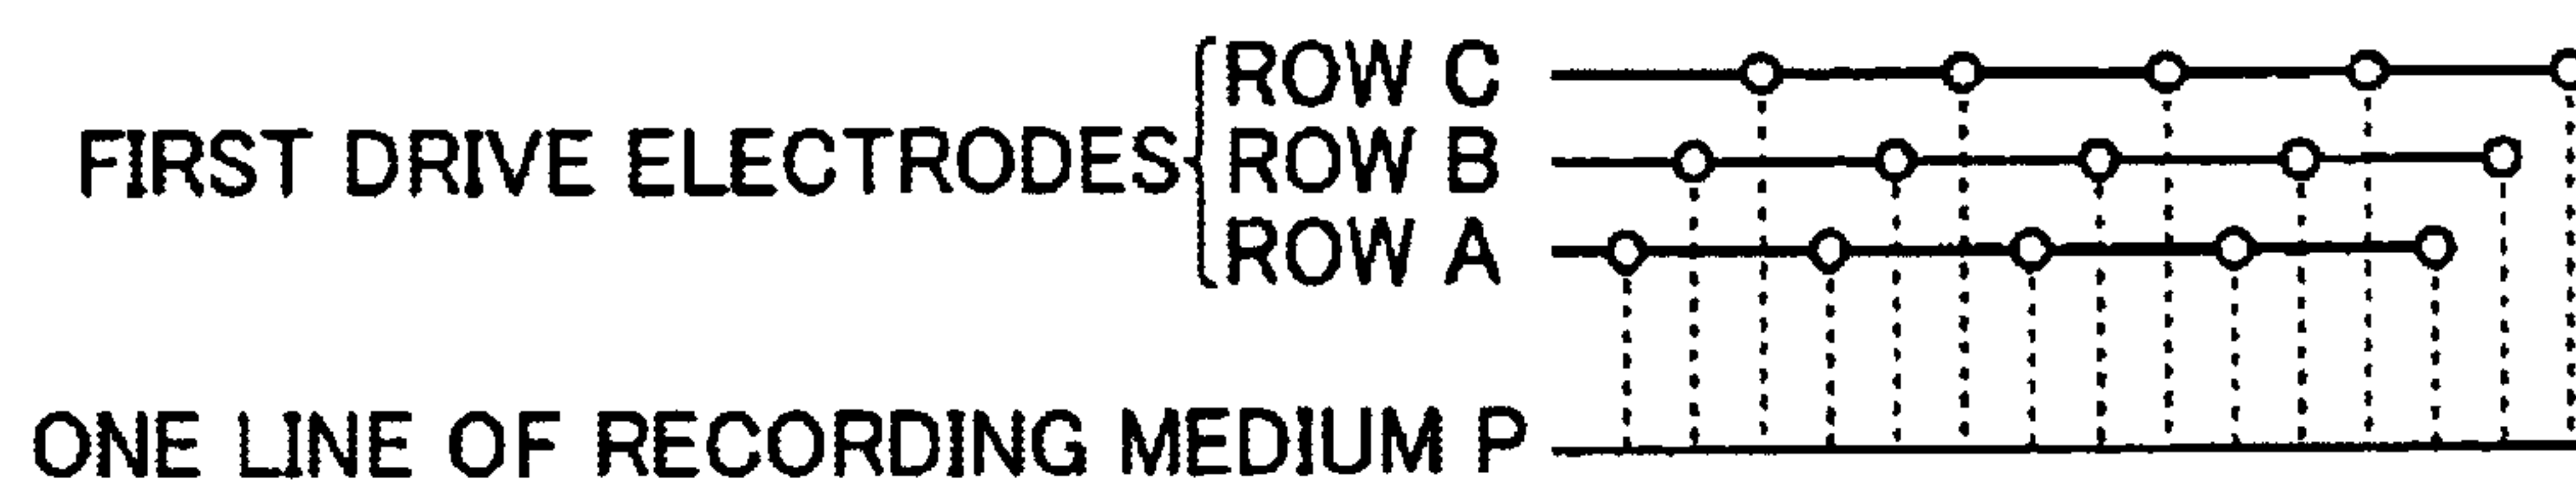 ROW C
FIRST DRIVE ELECTRODES ROW B
ROW A
ONE LINE OF RECORDING MEDIUM P